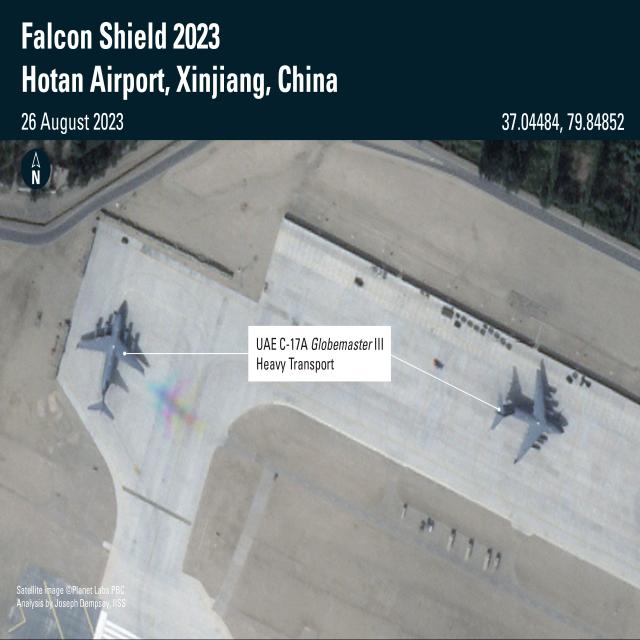 Falcon Shield 2023
Hotan Airport, Xinjiang, China
26 August 2023
37.04484, 79.84852
N
UAE C-17A Globemaster III
Heavy Transport
Satellite image ©Planet Labs PBC
Analysis by Joseph Dempsey, IISS